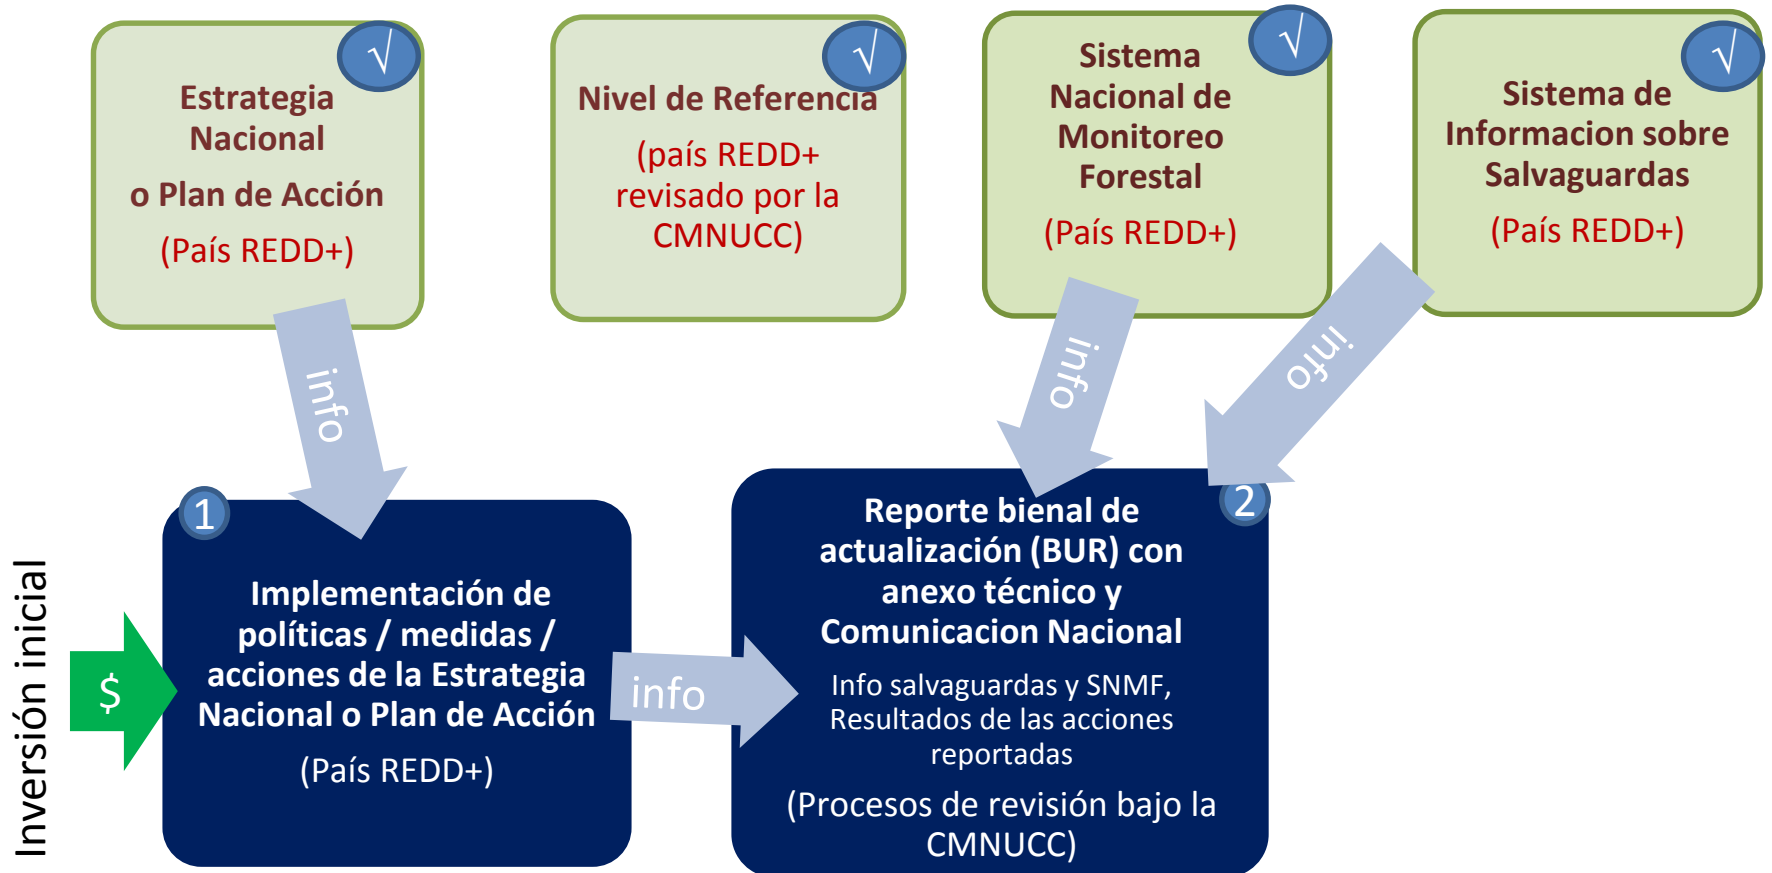 √
Estrategia
Nacional
o Plan de Acción
(País REDD+)
√
Nivel de Referencia
(país REDD+
revisado por la
CMNUCC)
√
Sistema
Nacional de
Monitoreo
Forestal
(País REDD+)
√
Sistema de
Informacion sobre
Salvaguardas
(País REDD+)
info
info
info
Inversión inicial
$
1
Implementación de
políticas / medidas /
acciones de la Estrategia
Nacional o Plan de Acción
(País REDD+)
info
2
Reporte bienal de
actualización (BUR) con
anexo técnico y
Comunicacion Nacional
Info salvaguardas y SNMF,
Resultados de las acciones
reportadas
(Procesos de revisión bajo la
CMNUCC)